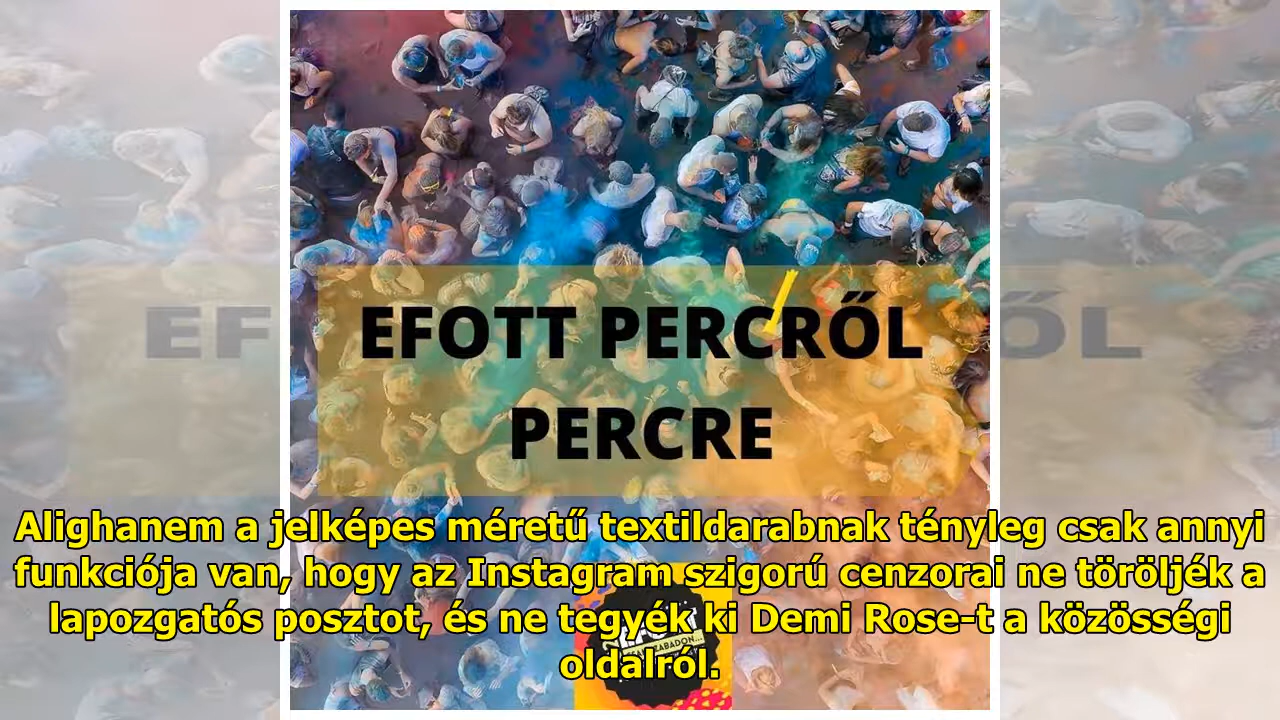 EFOTT PERCRŐL
PERCRE
Alighanem a jelképes méretű textildarabnak tényleg csak annyi
funkciója van, hogy az Instagram szigorú cenzorai ne töröljék a
lapozgatós posztot, és ne tegyék ki Demi Rose-t a közösségi
oldalról.